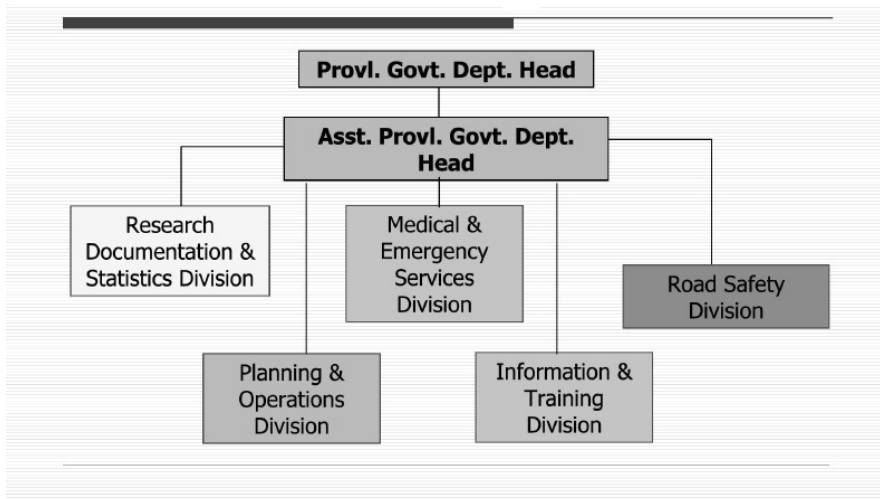 Provl. Govt. Dept. Head
Asst. Provl. Govt. Dept.
Head
Research
Documentation &
Statistics Division
Medical &
Emergency
Services
Division
Road Safety
Division
Planning &
Operations
Division
Information &
Training
Division